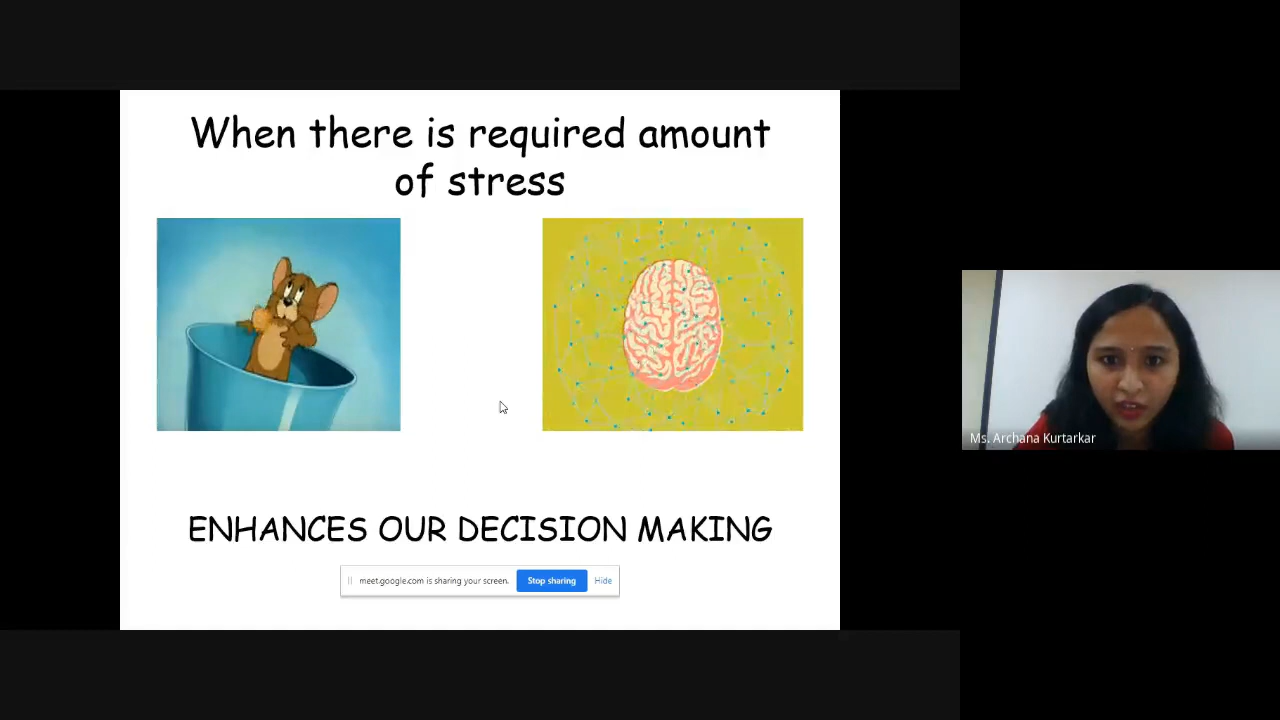 When there is required amount
of stress
ENHANCES OUR DECISION MAKING
meet.google.com is sharing your screen.
Stop sharing
Hide
Ms. Archana Kurtarkar